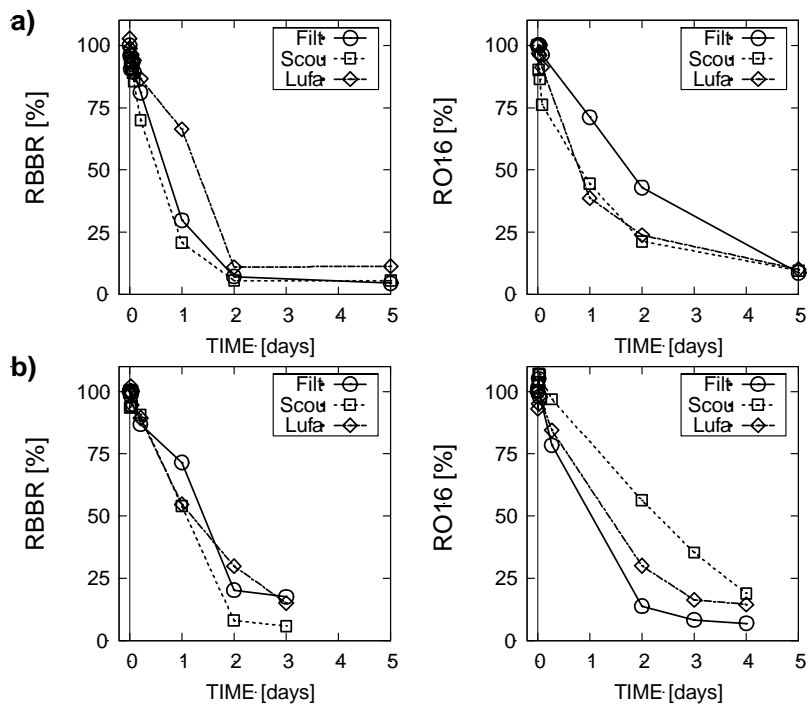 a)
RBBR [%]
100
75
50
25
0
0 1 2 3 4 5
TIME [days]
Filt
Scou
Lufa
RO16 [%]
100
75
50
25
0
0 1 2 3 4 5
TIME [days]
Filt
Scou
Lufa
b)
RBBR [%]
100
75
50
25
0
0 1 2 3 4 5
TIME [days]
Filt
Scou
Lufa
RO16 [%]
100
75
50
25
0
0 1 2 3 4 5
TIME [days]
Filt
Scou
Lufa